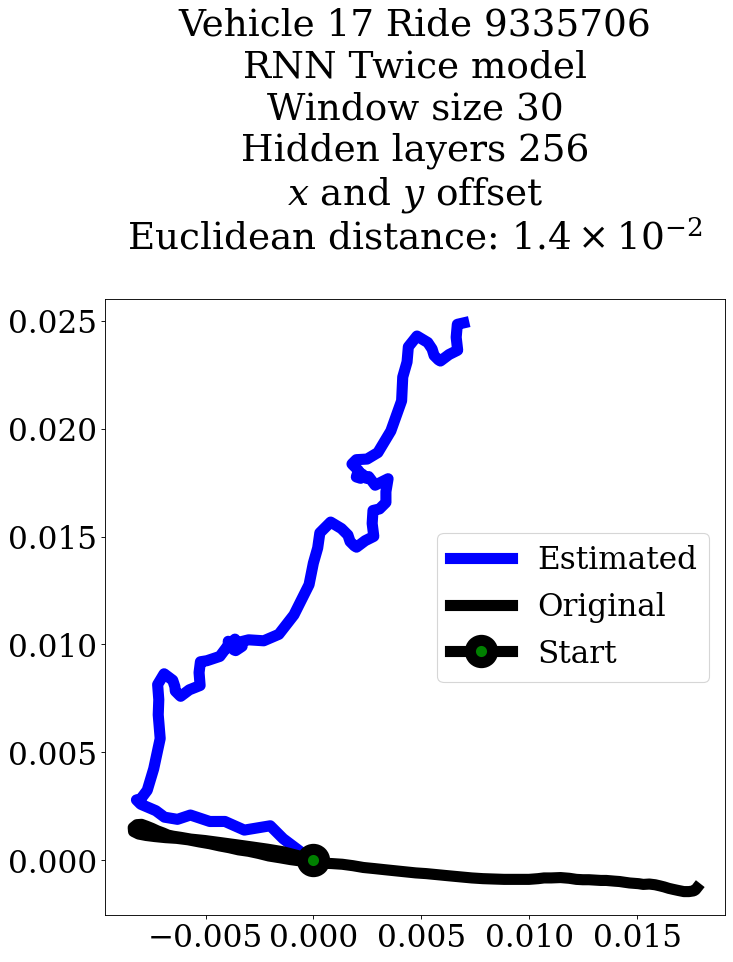 Vehicle 17 Ride 9335706
RNN Twice model
Window size 30
Hidden layers 256
x and y offset
Euclidean distance: 1.4 × 10⁻²
0.025
0.020
0.015
0.010
0.005
0.000
Estimated
Original
Start
−0.005 0.000 0.005 0.010 0.015